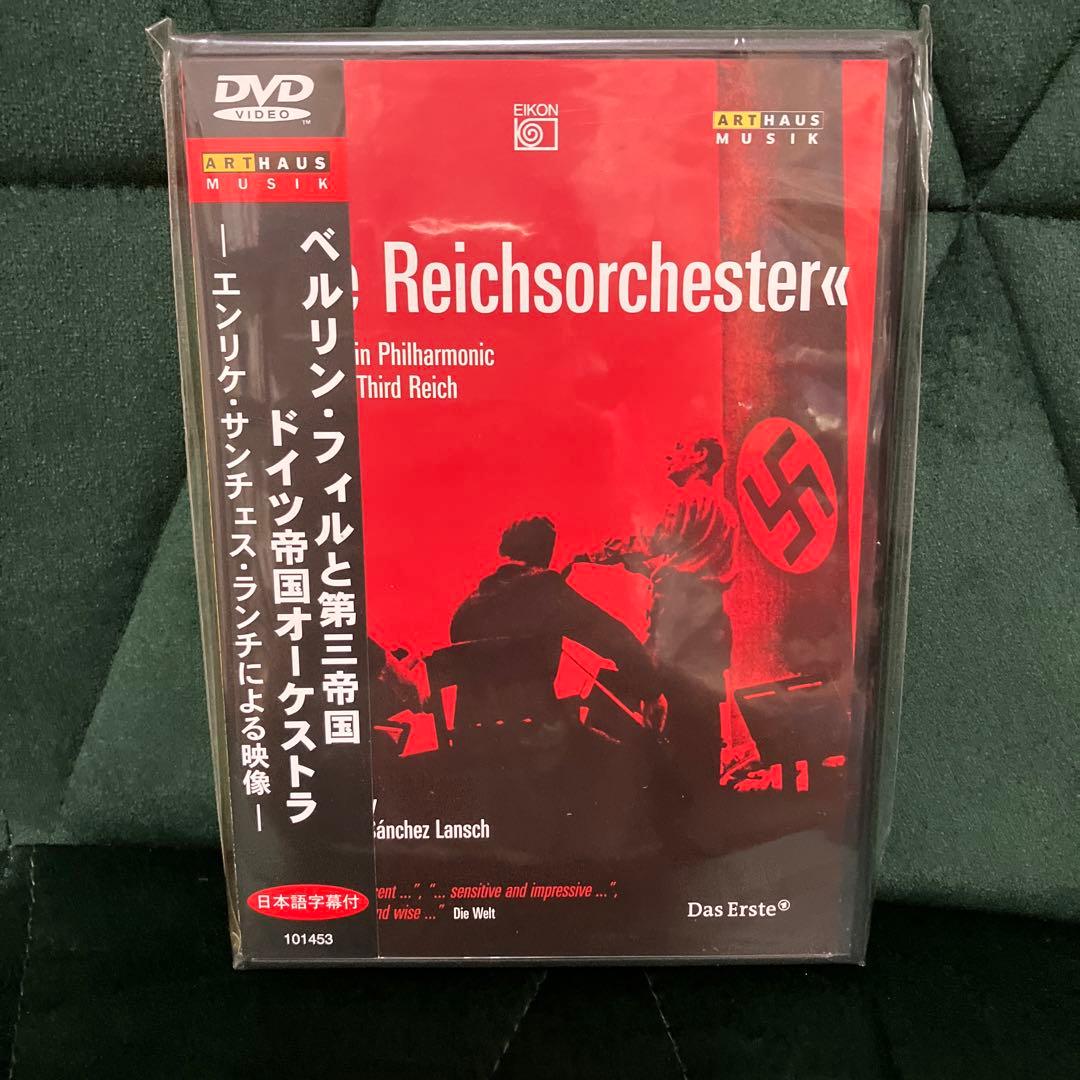 DVD
VIDEO
TM
ARTHAUS
MUSIK
ベルリン・フィルと第三帝国
ドイツ帝国オーケストラ
―エンリケ・サンチェス・ランチによる映像―
日本語字幕付
101453
EIKON
ARTHAUS
MUSIK
e Reichsorchester«
in Philharmonic
Third Reich
Sánchez Lansch
ent ...", "... sensitive and impressive ...",
nd wise ..." Die Welt
Das Erste